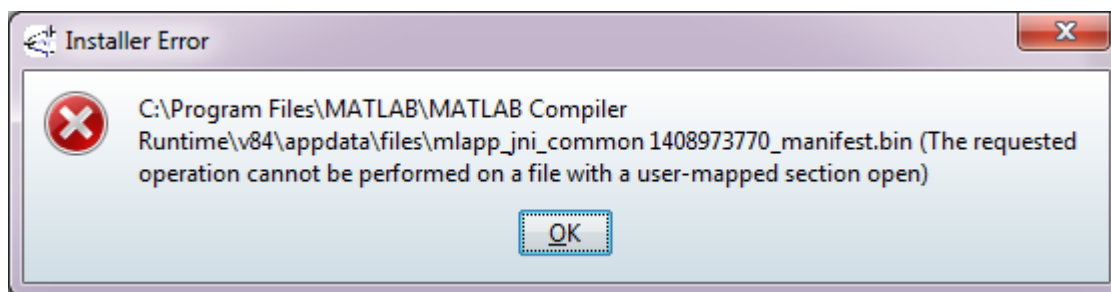 Installer Error
C:\Program Files\MATLAB\MATLAB Compiler
Runtime\v84\appdata\files\mlapp_jni_common 1408973770_manifest.bin (The requested
operation cannot be performed on a file with a user-mapped section open)
OK